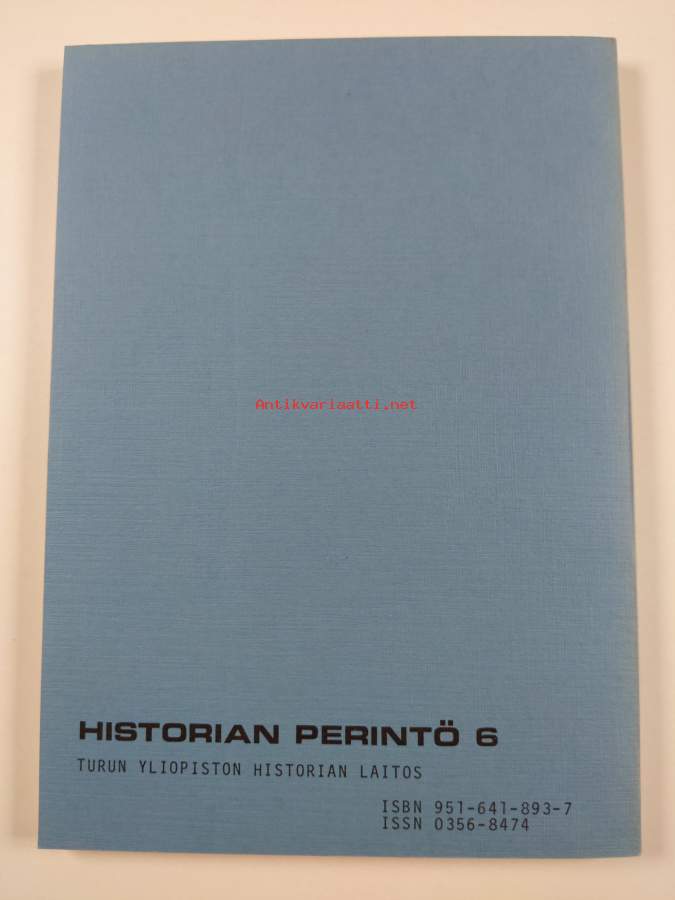 Antikvariaatti.net
HISTORIAN PERINTÖ 6
TURUN YLIOPISTON HISTORIAN LAITOS
ISBN 951-641-893-7
ISSN 0356-8474